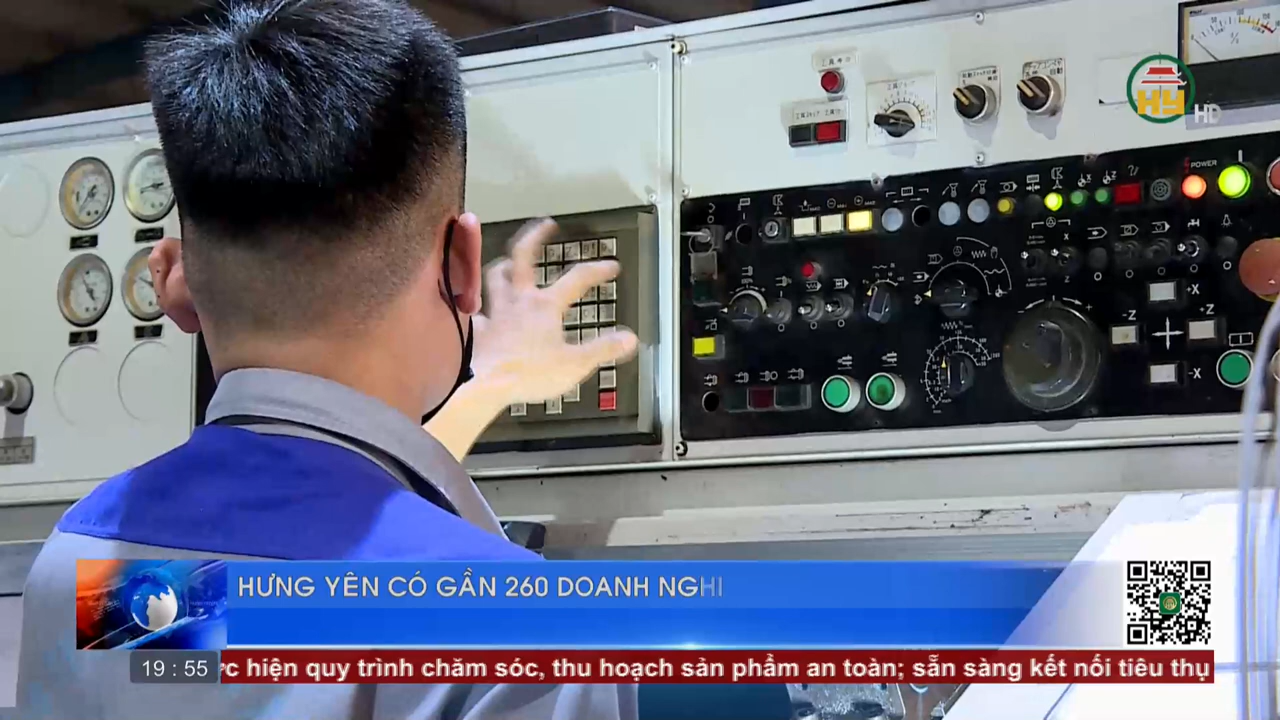 HY HD
POWER
+X
-Z
+Z
-X
HƯNG YÊN CÓ GẦN 260 DOANH NGHI
19 : 55
c hiện quy trình chăm sóc, thu hoạch sản phẩm an toàn; sẵn sàng kết nối tiêu thụ